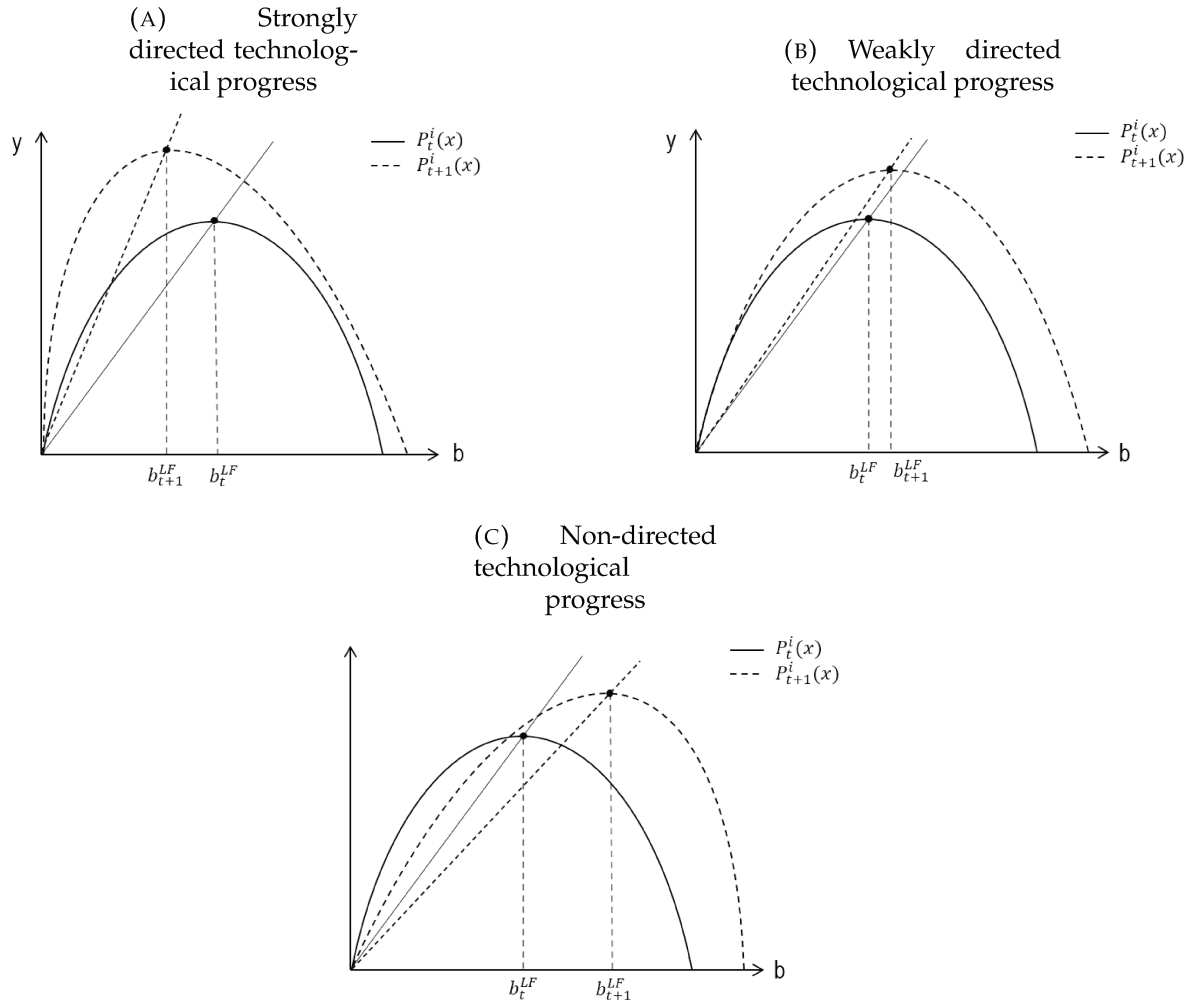 (A) Strongly
directed technolog-
ical progress
y
P_t^i(x)
P_{t+1}^i(x)
b
b_{t+1}^{LF} b_t^{LF}
(B) Weakly directed
technological progress
y
P_t^i(x)
P_{t+1}^i(x)
b
b_t^{LF} b_{t+1}^{LF}
(C) Non-directed
technological
progress
P_t^i(x)
P_{t+1}^i(x)
b
b_t^{LF} b_{t+1}^{LF}